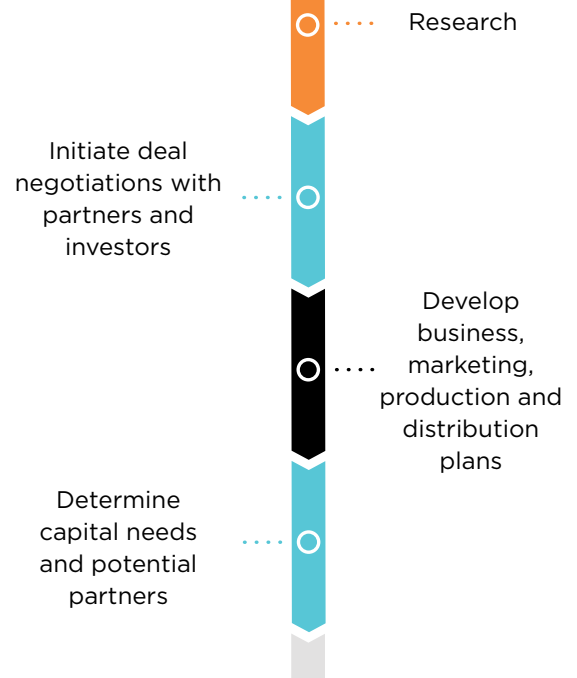 Research
Initiate deal
negotiations with
partners and
investors
Develop
business,
marketing,
production and
distribution
plans
Determine
capital needs
and potential
partners